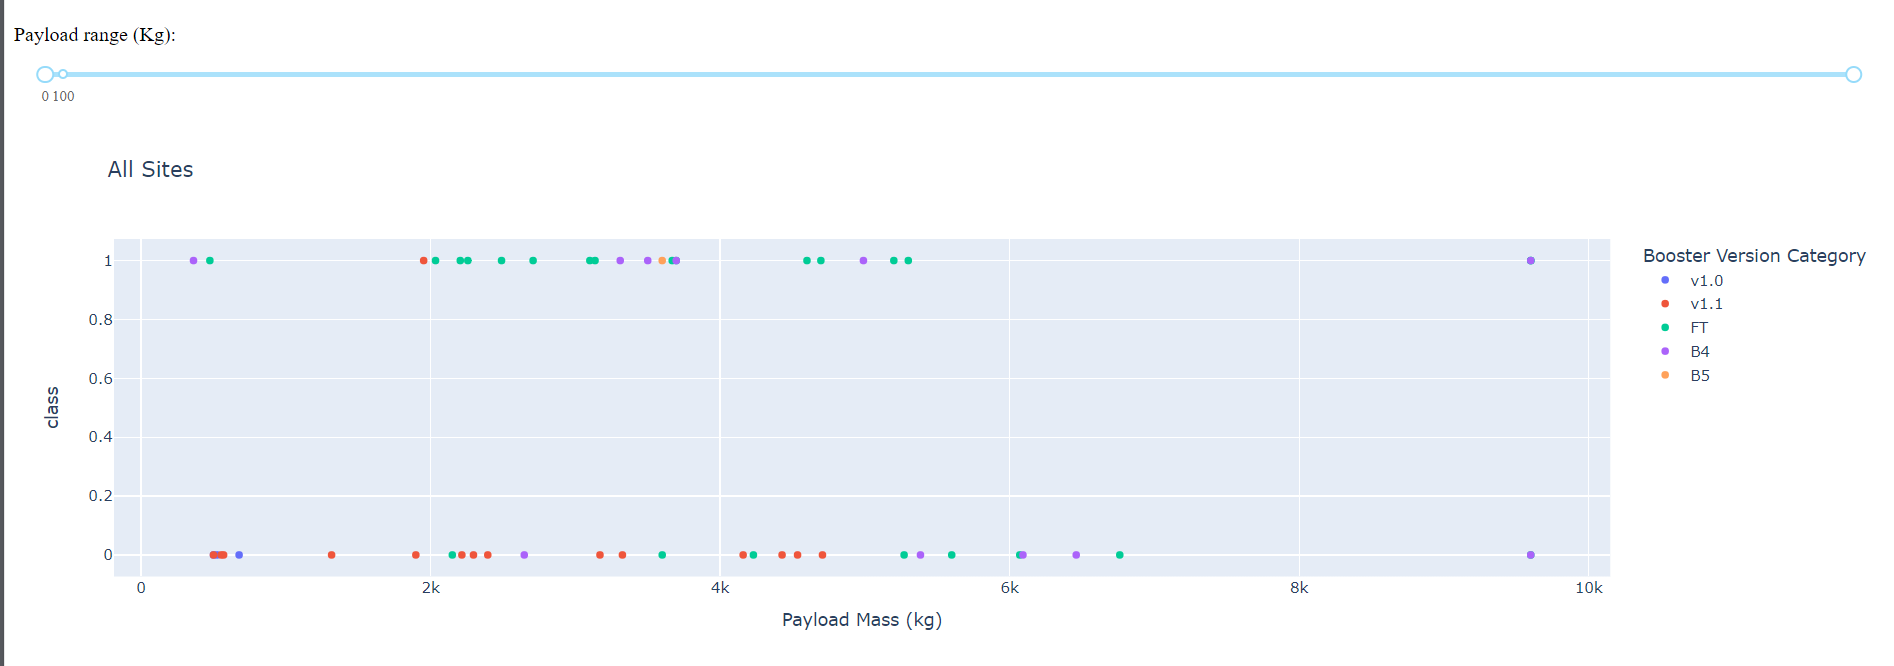 Payload range (Kg):
0 100
All Sites
Booster Version Category
v1.0
v1.1
FT
B4
B5
1
0.8
0.6
0.4
0.2
0
class
0 2k 4k 6k 8k 10k
Payload Mass (kg)